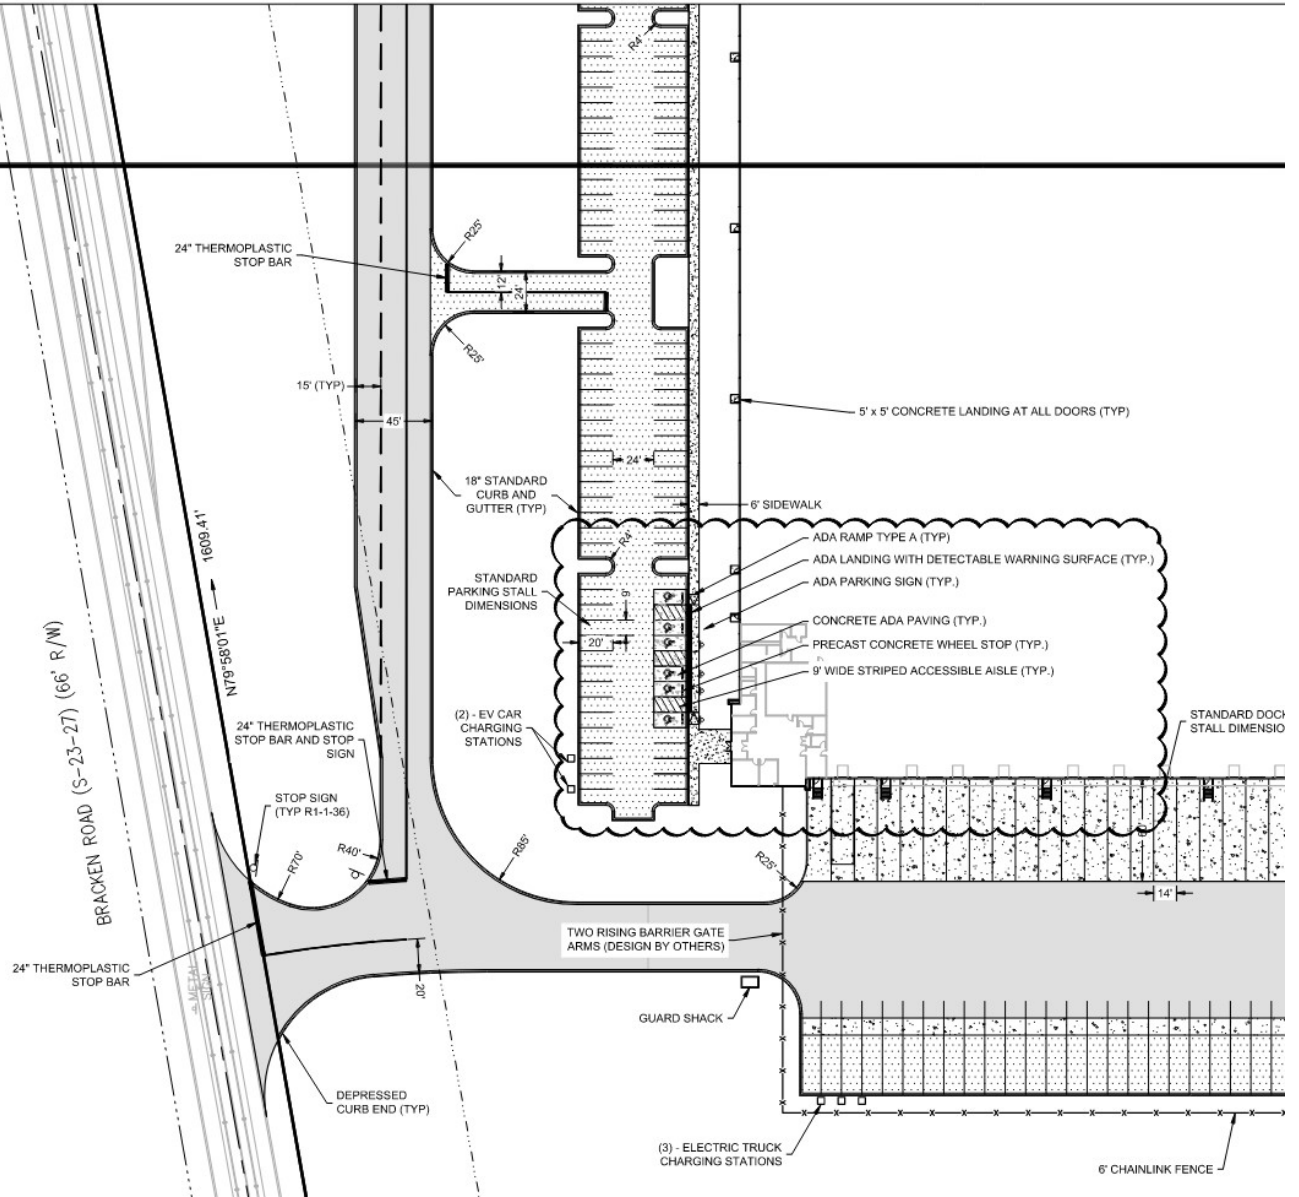 R4'
R25'
24" THERMOPLASTIC
STOP BAR
12'
24'
R25'
15' (TYP)
45'
5' x 5' CONCRETE LANDING AT ALL DOORS (TYP)
24'
18" STANDARD
CURB AND
GUTTER (TYP)
6' SIDEWALK
1609.41'
N79°58'01"E
R4'
ADA RAMP TYPE A (TYP)
ADA LANDING WITH DETECTABLE WARNING SURFACE (TYP.)
ADA PARKING SIGN (TYP.)
STANDARD
PARKING STALL
DIMENSIONS
9'
20'
CONCRETE ADA PAVING (TYP.)
PRECAST CONCRETE WHEEL STOP (TYP.)
9' WIDE STRIPED ACCESSIBLE AISLE (TYP.)
BRACKEN ROAD (S-23-27) (66' R/W)
24" THERMOPLASTIC
STOP BAR AND STOP
SIGN
(2) - EV CAR
CHARGING
STATIONS
STANDARD DOCK
STALL DIMENSIO
STOP SIGN
(TYP R1-1-36)
R70'
R40'
R85'
R25'
14'
TWO RISING BARRIER GATE
ARMS (DESIGN BY OTHERS)
24" THERMOPLASTIC
STOP BAR
METAL
SIGN
20'
GUARD SHACK
DEPRESSED
CURB END (TYP)
(3) - ELECTRIC TRUCK
CHARGING STATIONS
6' CHAINLINK FENCE